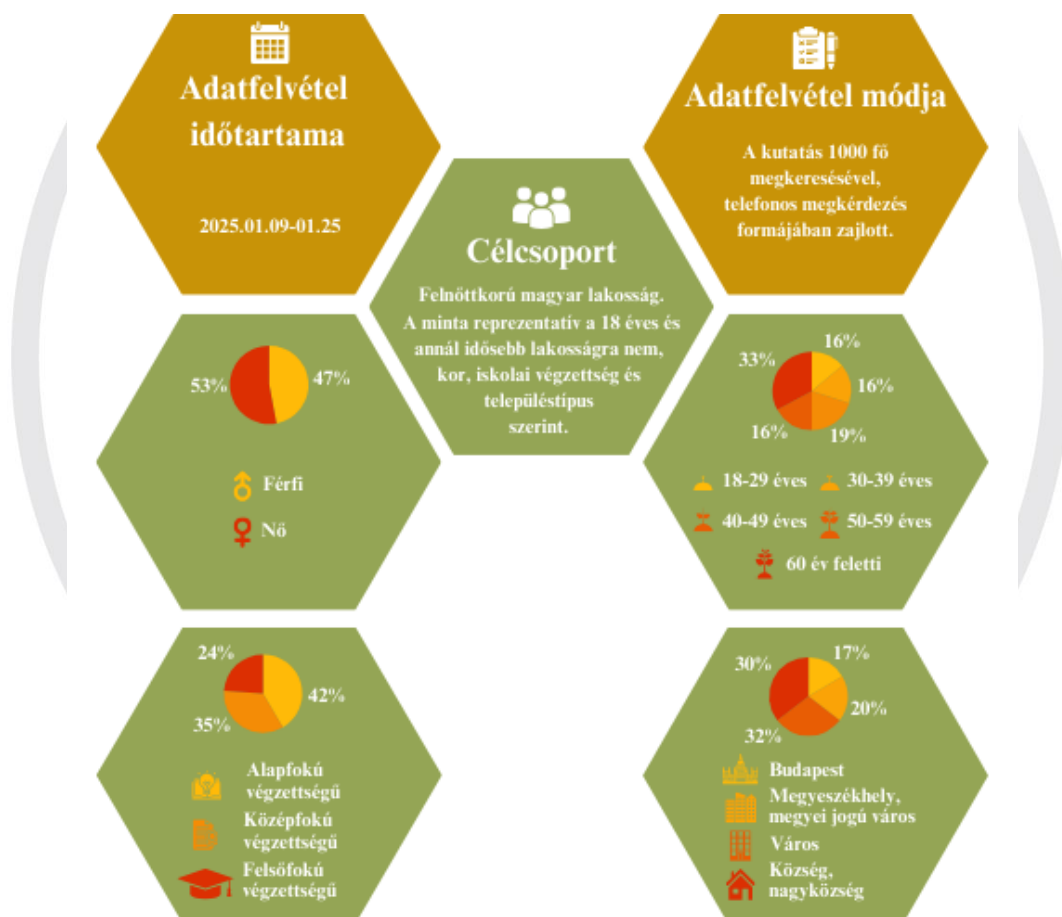 Adatfelvétel
időtartama
2025.01.09-01.25
Adatfelvétel módja
A kutatás 1000 fő
megkeresésével,
telefonos megkérdezés
formájában zajlott.
Célcsoport
Felnőttkorú magyar lakosság.
A minta reprezentatív a 18 éves és
annál idősebb lakosságra nem,
kor, iskolai végzettség és
településtípus
szerint.
53%
47%
Férfi
Nő
16%
33%
16%
16%
19%
18-29 éves
30-39 éves
40-49 éves
50-59 éves
60 év feletti
24%
42%
35%
Alapfokú
végzettségű
Középfokú
végzettségű
Felsőfokú
végzettségű
17%
30%
20%
32%
Budapest
Megyeszékhely,
megyei jogú város
Város
Község,
nagyközség